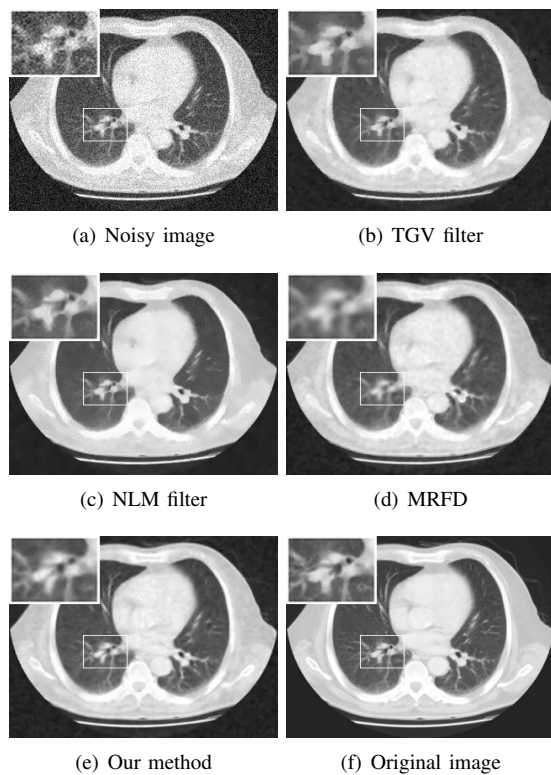 (a) Noisy image
(b) TGV filter
(c) NLM filter
(d) MRFD
(e) Our method
(f) Original image